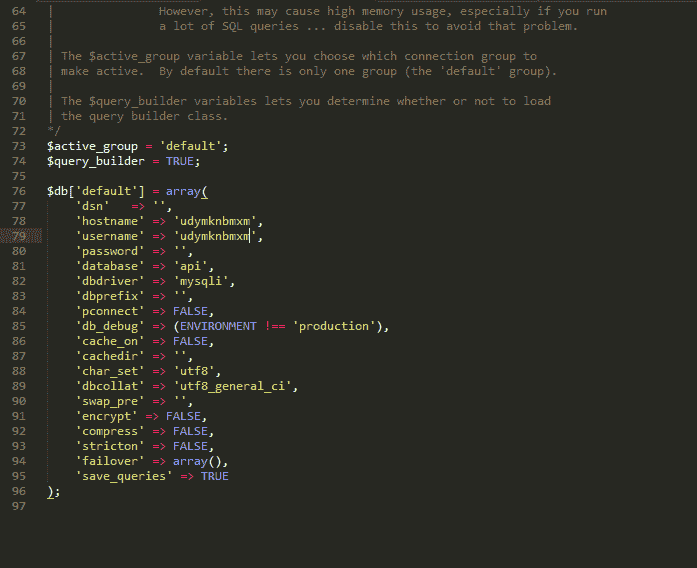 64 |               However, this may cause high memory usage, especially if you run
65 |               a lot of SQL queries ... disable this to avoid that problem.
66 |
67 | The $active_group variable lets you choose which connection group to
68 | make active.  By default there is only one group (the 'default' group).
69 |
70 | The $query_builder variables lets you determine whether or not to load
71 | the query builder class.
72 */
73 $active_group = 'default';
74 $query_builder = TRUE;
75
76 $db['default'] = array(
77     'dsn'   => '',
78     'hostname' => 'udymknbmxm',
79     'username' => 'udymknbmxm',
80     'password' => '',
81     'database' => 'api',
82     'dbdriver' => 'mysqli',
83     'dbprefix' => '',
84     'pconnect' => FALSE,
85     'db_debug' => (ENVIRONMENT !== 'production'),
86     'cache_on' => FALSE,
87     'cachedir' => '',
88     'char_set' => 'utf8',
89     'dbcollat' => 'utf8_general_ci',
90     'swap_pre' => '',
91     'encrypt' => FALSE,
92     'compress' => FALSE,
93     'stricton' => FALSE,
94     'failover' => array(),
95     'save_queries' => TRUE
96 );
97